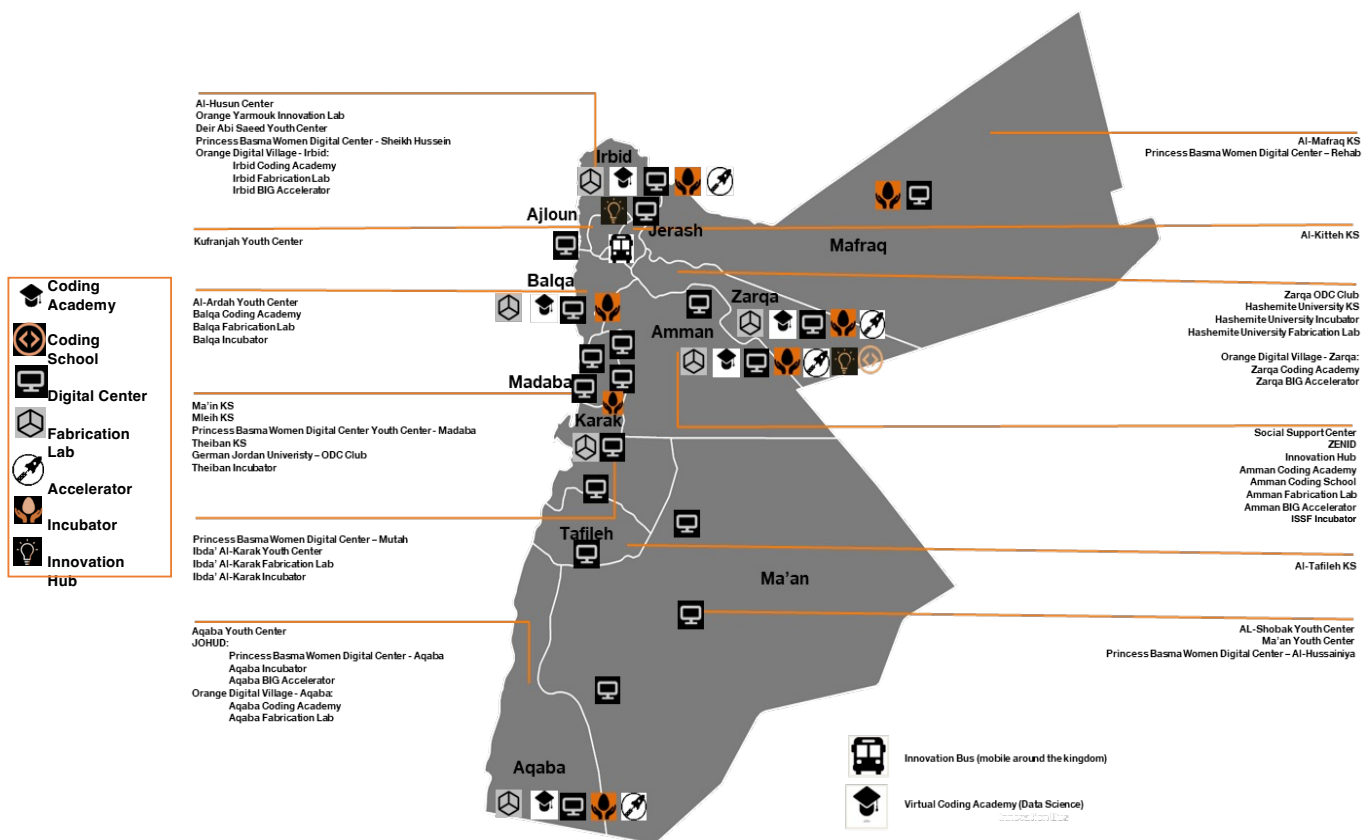 Al-Husun Center
Orange Yarmouk Innovation Lab
Deir Abi Saeed Youth Center
Princess Basma Women Digital Center - Sheikh Hussein
Orange Digital Village - Irbid:
Irbid Coding Academy
Irbid Fabrication Lab
Irbid BIG Accelerator
Kufranjah Youth Center
Al-Ardah Youth Center
Balqa Coding Academy
Balqa Fabrication Lab
Balqa Incubator
Ma'in KS
Mleih KS
Princess Basma Women Digital Center Youth Center - Madaba
Theiban KS
German Jordan Univeristy – ODC Club
Theiban Incubator
Princess Basma Women Digital Center – Mutah
Ibda' Al-Karak Youth Center
Ibda' Al-Karak Fabrication Lab
Ibda' Al-Karak Incubator
Aqaba Youth Center
JOHUD:
Princess Basma Women Digital Center - Aqaba
Aqaba Incubator
Aqaba BIG Accelerator
Orange Digital Village - Aqaba:
Aqaba Coding Academy
Aqaba Fabrication Lab
Coding
Academy
Coding
School
Digital Center
Fabrication
Lab
Accelerator
Incubator
Innovation
Hub
Irbid
Ajloun
Jerash
Mafraq
Balqa
Zarqa
Amman
Madaba
Karak
Tafileh
Ma'an
Aqaba
Al-Mafraq KS
Princess Basma Women Digital Center – Rehab
Al-Kitteh KS
Zarqa ODC Club
Hashemite University KS
Hashemite University Incubator
Hashemite University Fabrication Lab
Orange Digital Village - Zarqa:
Zarqa Coding Academy
Zarqa BIG Accelerator
Social Support Center
ZENID
Innovation Hub
Amman Coding Academy
Amman Coding School
Amman Fabrication Lab
Amman BIG Accelerator
ISSF Incubator
Al-Tafileh KS
AL-Shobak Youth Center
Ma'an Youth Center
Princess Basma Women Digital Center – Al-Hussainiya
Innovation Bus (mobile around the kingdom)
Virtual Coding Academy (Data Science)
Innovation Bus